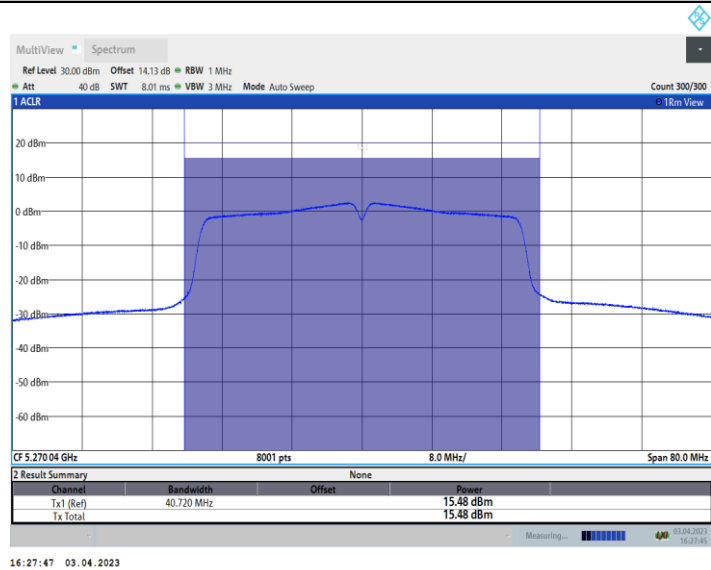 MultiView Spectrum
Ref Level 30.00 dBm Offset 14.13 dB RBW 1 MHz
Att 40 dB SWT 8.01 ms VBW 3 MHz Mode Auto Sweep Count 300/300
1 ACLR 1Rm View
20 dBm
10 dBm
0 dBm
-10 dBm
-20 dBm
-30 dBm
-40 dBm
-50 dBm
-60 dBm
CF 5.270 04 GHz 8001 pts 8.0 MHz/ Span 80.0 MHz
2 Result Summary None
Channel Bandwidth Offset Power
Tx1 (Ref) 40.720 MHz 15.48 dBm
Tx Total 15.48 dBm
Measuring... 03.04.2023
16:27:45
16:27:47 03.04.2023